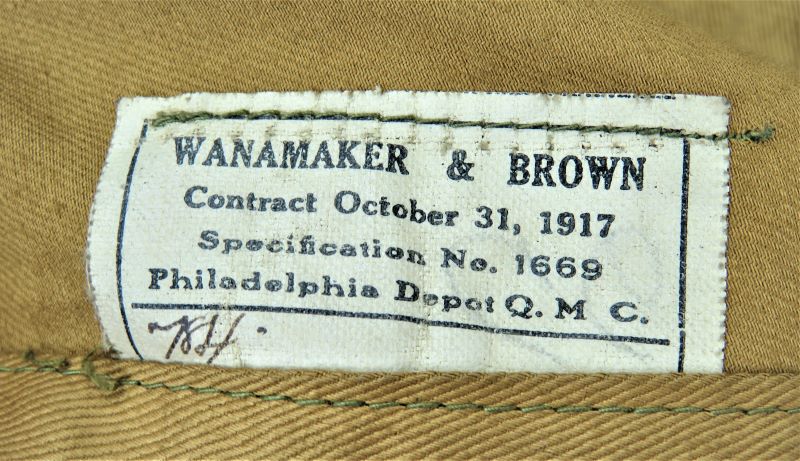 WANAMAKER & BROWN
Contract October 31, 1917
Specification No. 1669
Philadelphia Depot Q. M C.